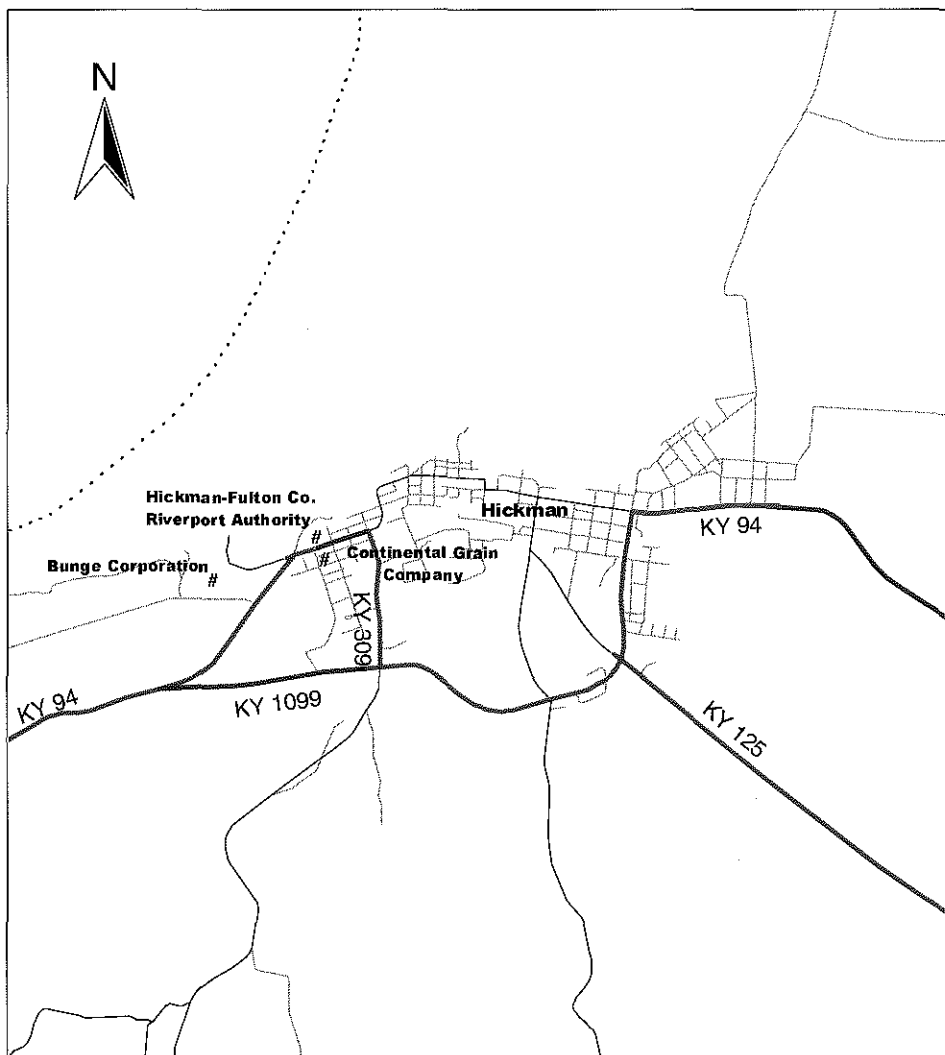 N
Hickman-Fulton Co.
Riverport Authority
#
#
Hickman
KY 94
Bunge Corporation
#
Continental Grain
Company
KY 309
KY 94
KY 1099
KY 125